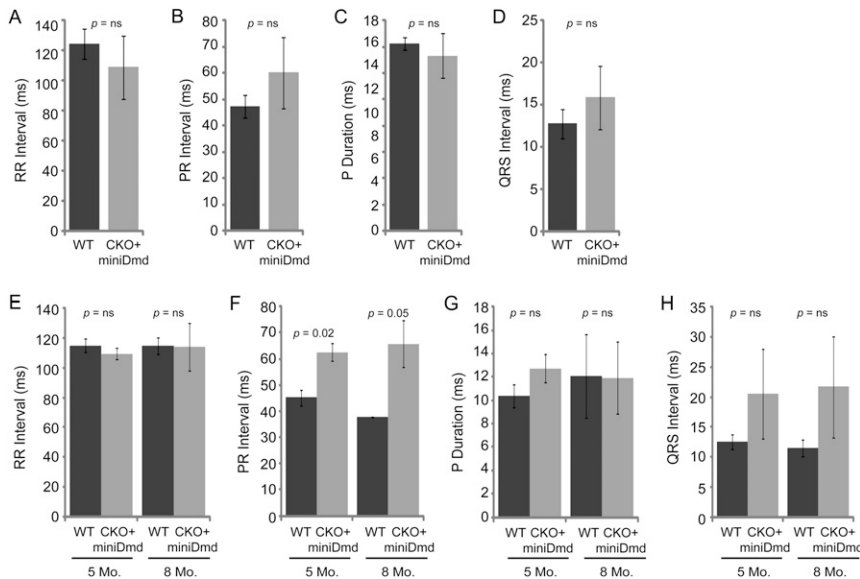 A
p = ns
RR Interval (ms)
140
120
100
80
60
40
20
0
WT CKO+
miniDmd
B
p = ns
PR Interval (ms)
80
70
60
50
40
30
20
10
0
WT CKO+
miniDmd
C
p = ns
P Duration (ms)
18
16
14
12
10
8
6
4
2
0
WT CKO+
miniDmd
D
p = ns
QRS Interval (ms)
25
20
15
10
5
0
WT CKO+
miniDmd
E
p = ns p = ns
RR Interval (ms)
140
120
100
80
60
40
20
0
WT CKO+ WT CKO+
miniDmd miniDmd
5 Mo. 8 Mo.
F
p = 0.02 p = 0.05
PR Interval (ms)
80
70
60
50
40
30
20
10
0
WT CKO+ WT CKO+
miniDmd miniDmd
5 Mo. 8 Mo.
G
p = ns p = ns
P Duration (ms)
18
16
14
12
10
8
6
4
2
0
WT CKO+ WT CKO+
miniDmd miniDmd
5 Mo. 8 Mo.
H
p = ns p = ns
QRS Interval (ms)
35
30
25
20
15
10
5
0
WT CKO+ WT CKO+
miniDmd miniDmd
5 Mo. 8 Mo.